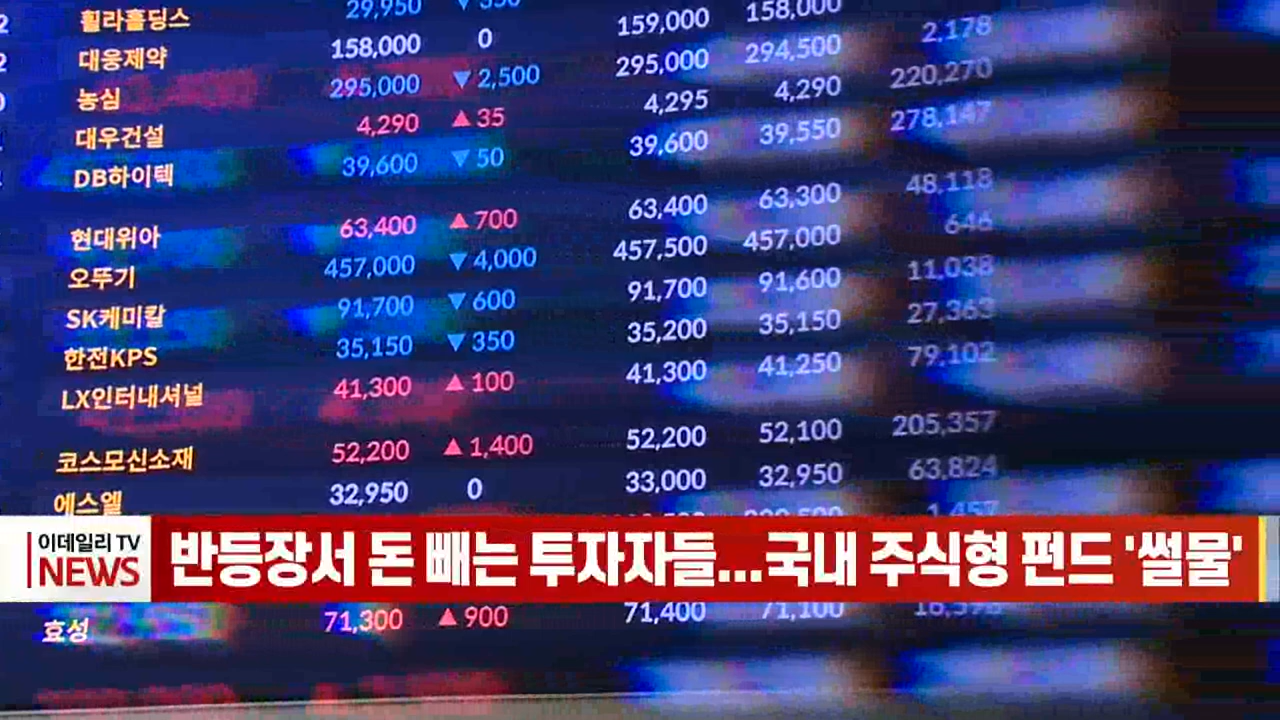 휠라홀딩스 29,950 ▼ 350 159,000 158,000
대웅제약 158,000 0 295,000 294,500 2,178
농심 295,000 ▼ 2,500 4,295 4,290 220,270
대우건설 4,290 ▲ 35 39,600 39,550 278,147
DB하이텍 39,600 ▼ 50
현대위아 63,400 ▲ 700 63,400 63,300 48,118
오뚜기 457,000 ▼ 4,000 457,500 457,000 646
SK케미칼 91,700 ▼ 600 91,700 91,600 11,038
한전KPS 35,150 ▼ 350 35,200 35,150 27,363
LX인터내셔널 41,300 ▲ 100 41,300 41,250 79,102
코스모신소재 52,200 ▲ 1,400 52,200 52,100 205,357
에스엘 32,950 0 33,000 32,950 63,824
이데일리 TV
NEWS
반등장서 돈 빼는 투자자들...국내 주식형 펀드 '썰물'
효성 71,300 ▲ 900 71,400 71,100